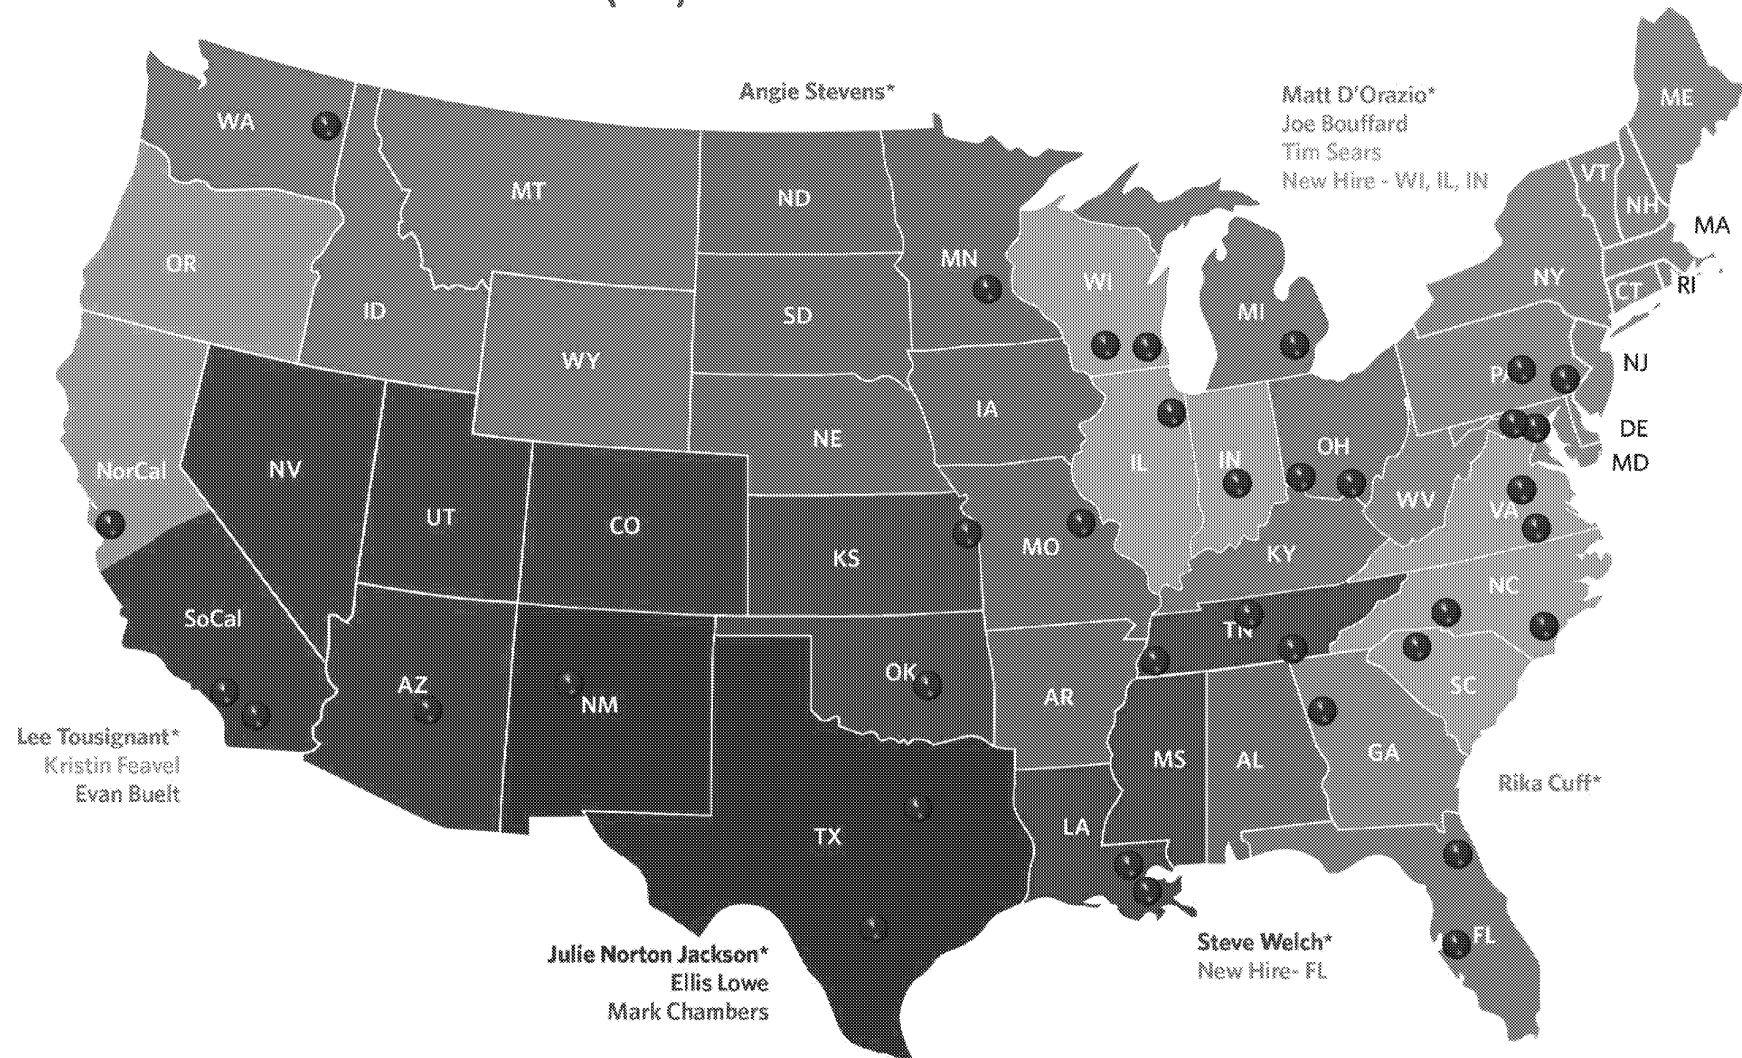 Angie Stevens*
Matt D'Orazio*
Joe Bouffard
Tim Sears
New Hire - WI, IL, IN
ME
WA
VT
MT
ND
NH
MA
OR
MN
WI
NY
RI
CT
ID
SD
MI
WY
NJ
PA
IA
DE
NE
OH
MD
NorCal
NV
IL
IN
WV
UT
CO
VA
MO
KS
KY
NC
SoCal
TN
AZ
OK
SC
NM
AR
Lee Tousignant*
Kristin Feavel
Evan Buelt
MS
AL
GA
Rika Cuff*
TX
LA
FL
Julie Norton Jackson*
Ellis Lowe
Mark Chambers
Steve Welch*
New Hire- FL